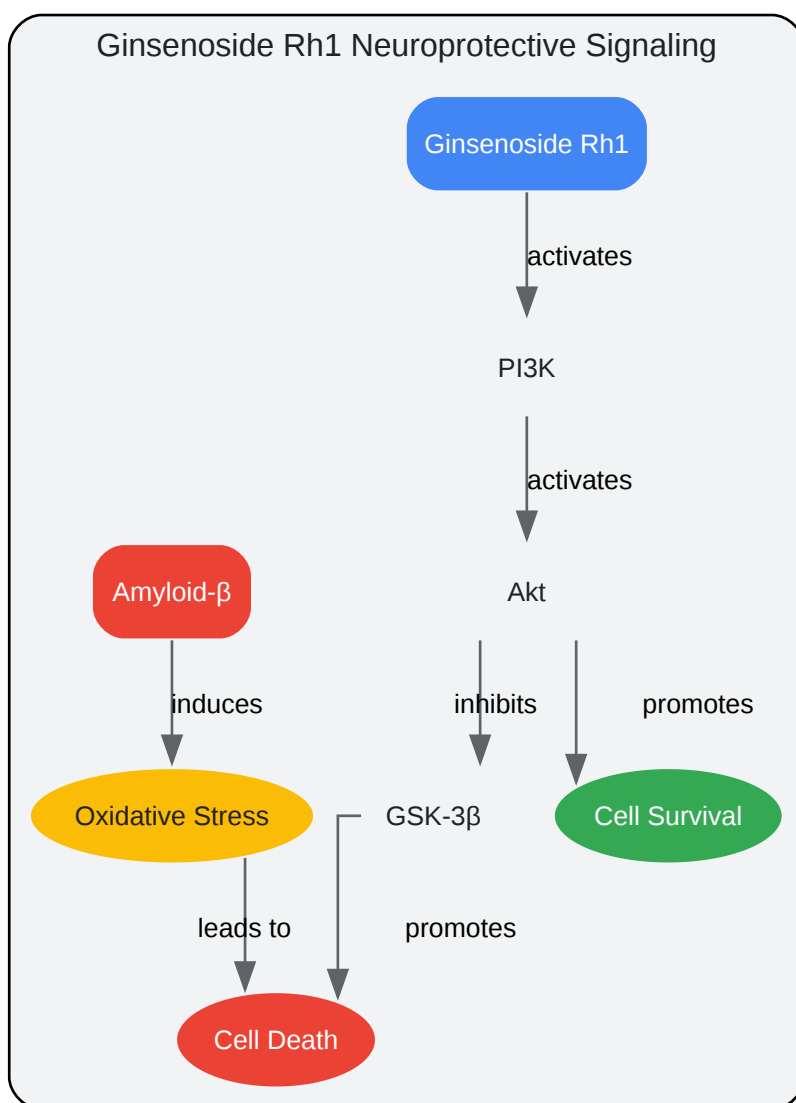 Ginsenoside Rh1 Neuroprotective Signaling
Ginsenoside Rh1
activates
PI3K
activates
Amyloid-β
Akt
induces
inhibits
promotes
Oxidative Stress
GSK-3β
Cell Survival
leads to
promotes
Cell Death